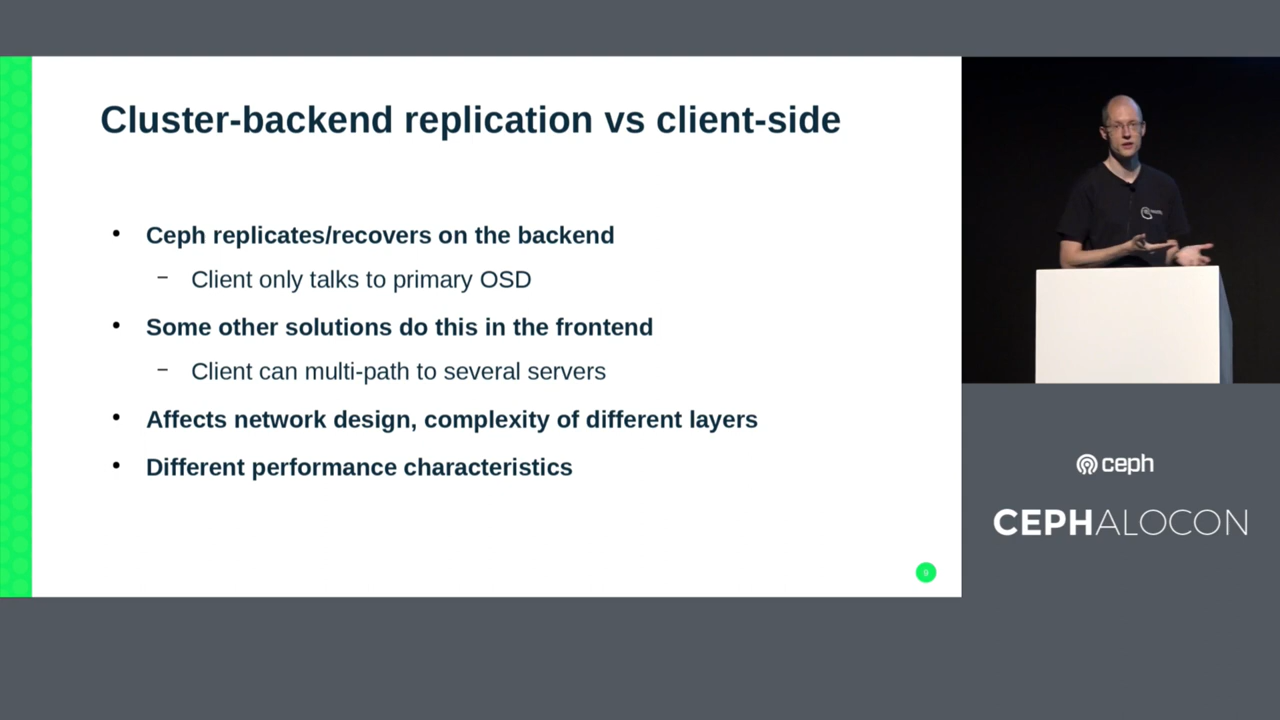 Cluster-backend replication vs client-side
• Ceph replicates/recovers on the backend
– Client only talks to primary OSD
• Some other solutions do this in the frontend
– Client can multi-path to several servers
• Affects network design, complexity of different layers
• Different performance characteristics
9
ceph
CEPHALOCON